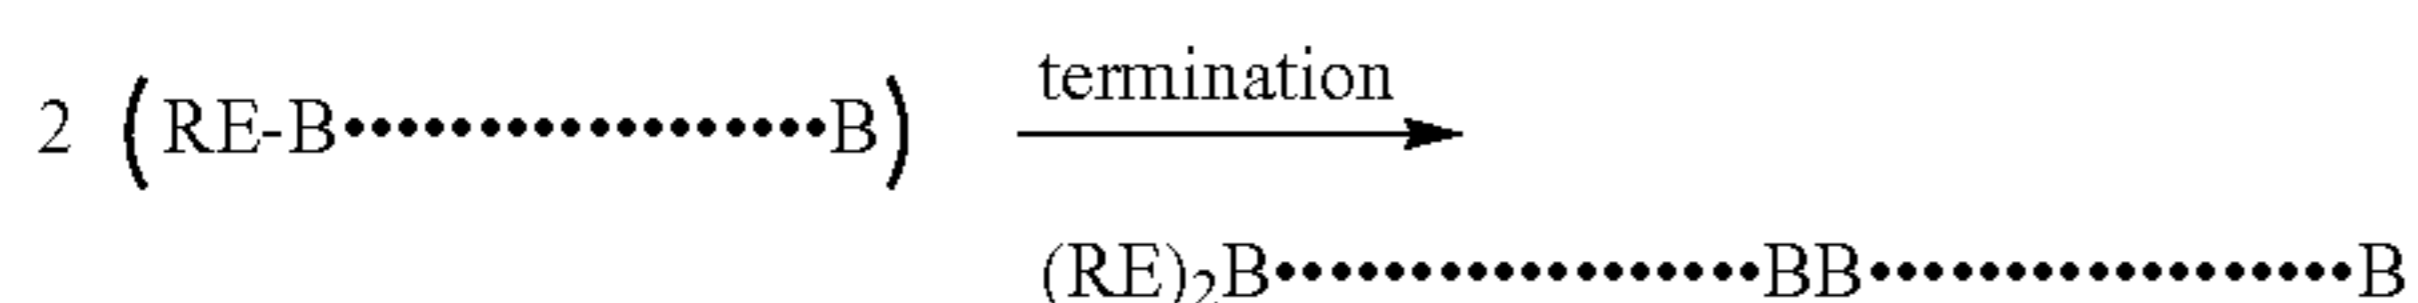 2 (RE-B••••••••••••••••••B) termination
(RE)₂B••••••••••••••••••BB••••••••••••••••••B